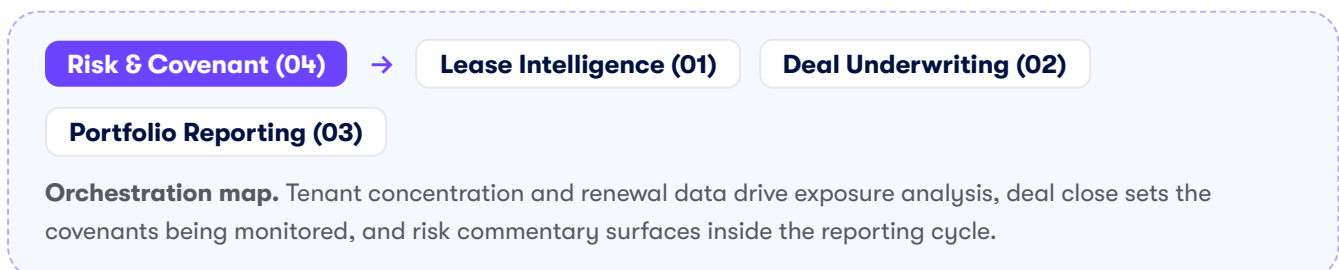 Risk & Covenant (04) → Lease Intelligence (01) Deal Underwriting (02)
Portfolio Reporting (03)
Orchestration map. Tenant concentration and renewal data drive exposure analysis, deal close sets the
covenants being monitored, and risk commentary surfaces inside the reporting cycle.